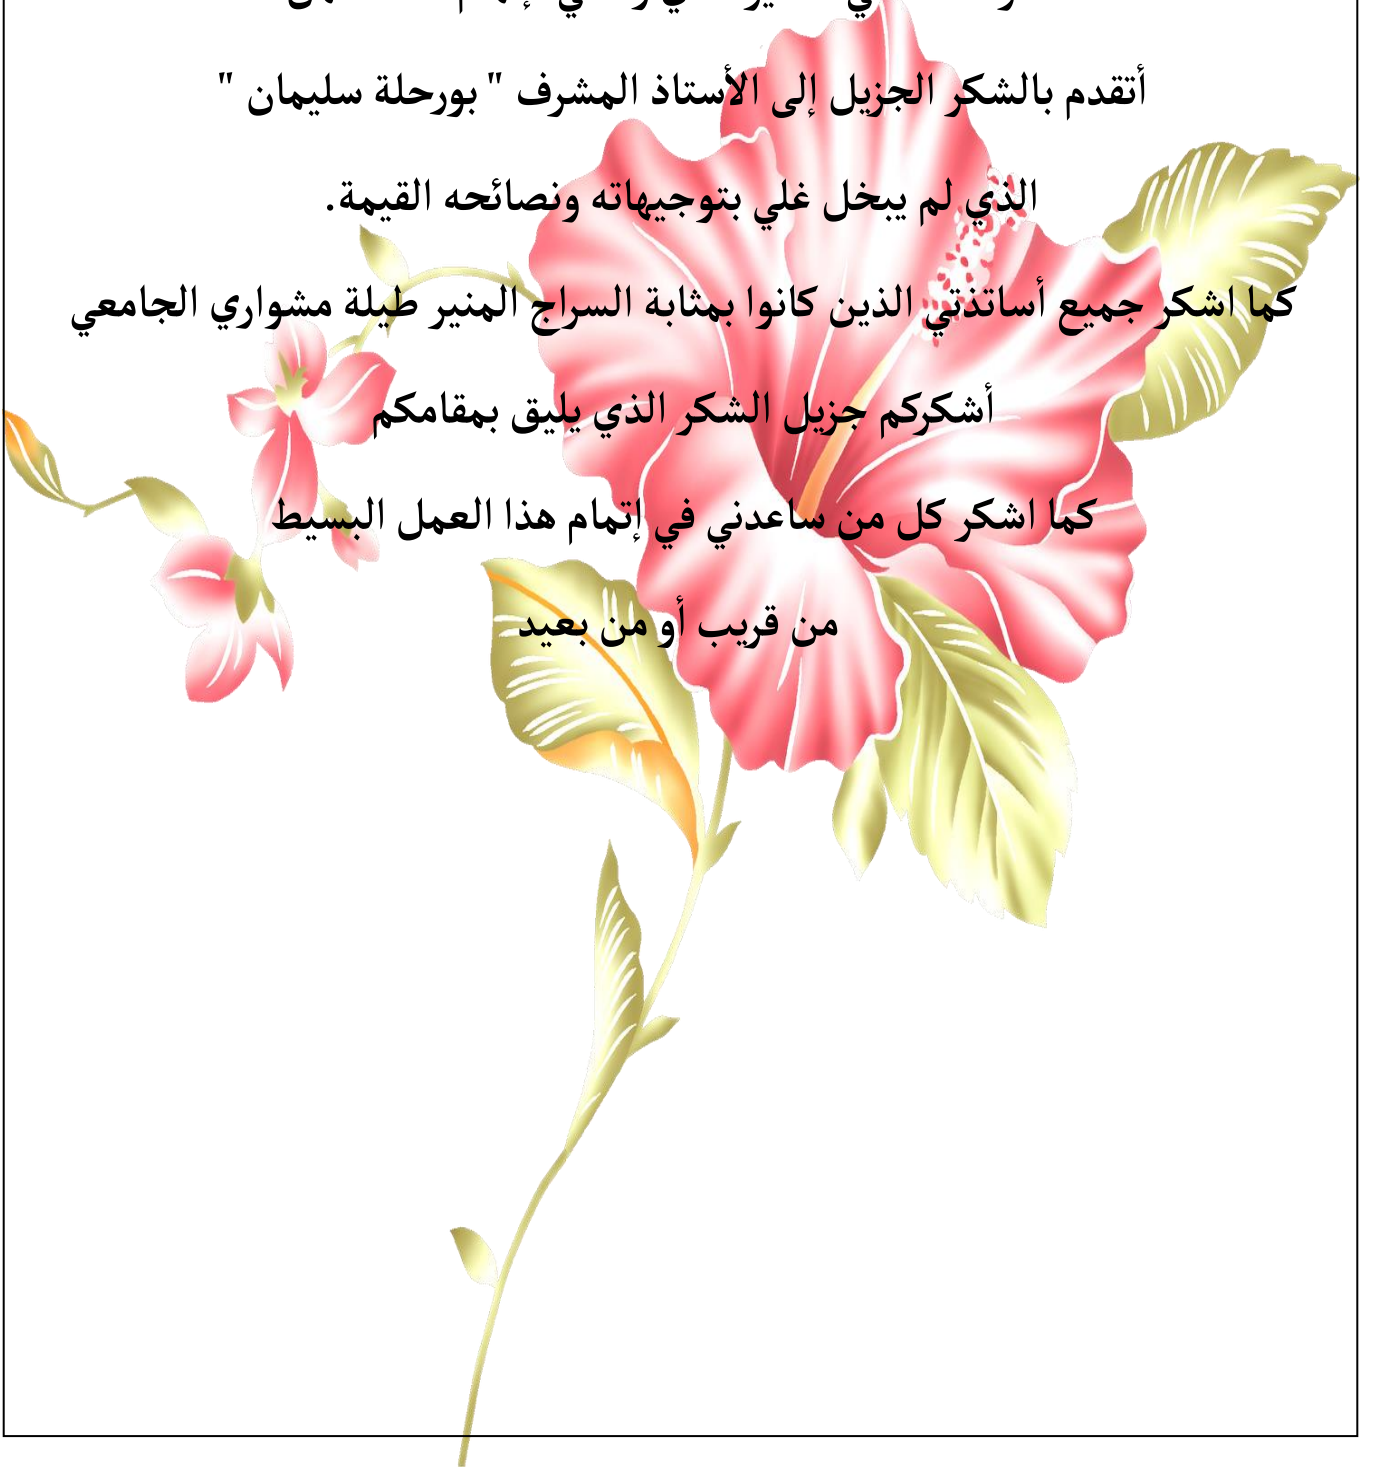 أتقدم بالشكر الجزيل إلى الأستاذ المشرف " بورحلة سليمان "
الذي لم يبخل غلي بتوجيهاته ونصائحه القيمة.
كما اشكر جميع أساتذتي الذين كانوا بمثابة السراج المنير طيلة مشواري الجامعي
أشكركم جزيل الشكر الذي يليق بمقامكم
كما اشكر كل من ساعدني في إتمام هذا العمل البسيط
من قريب أو من بعيد